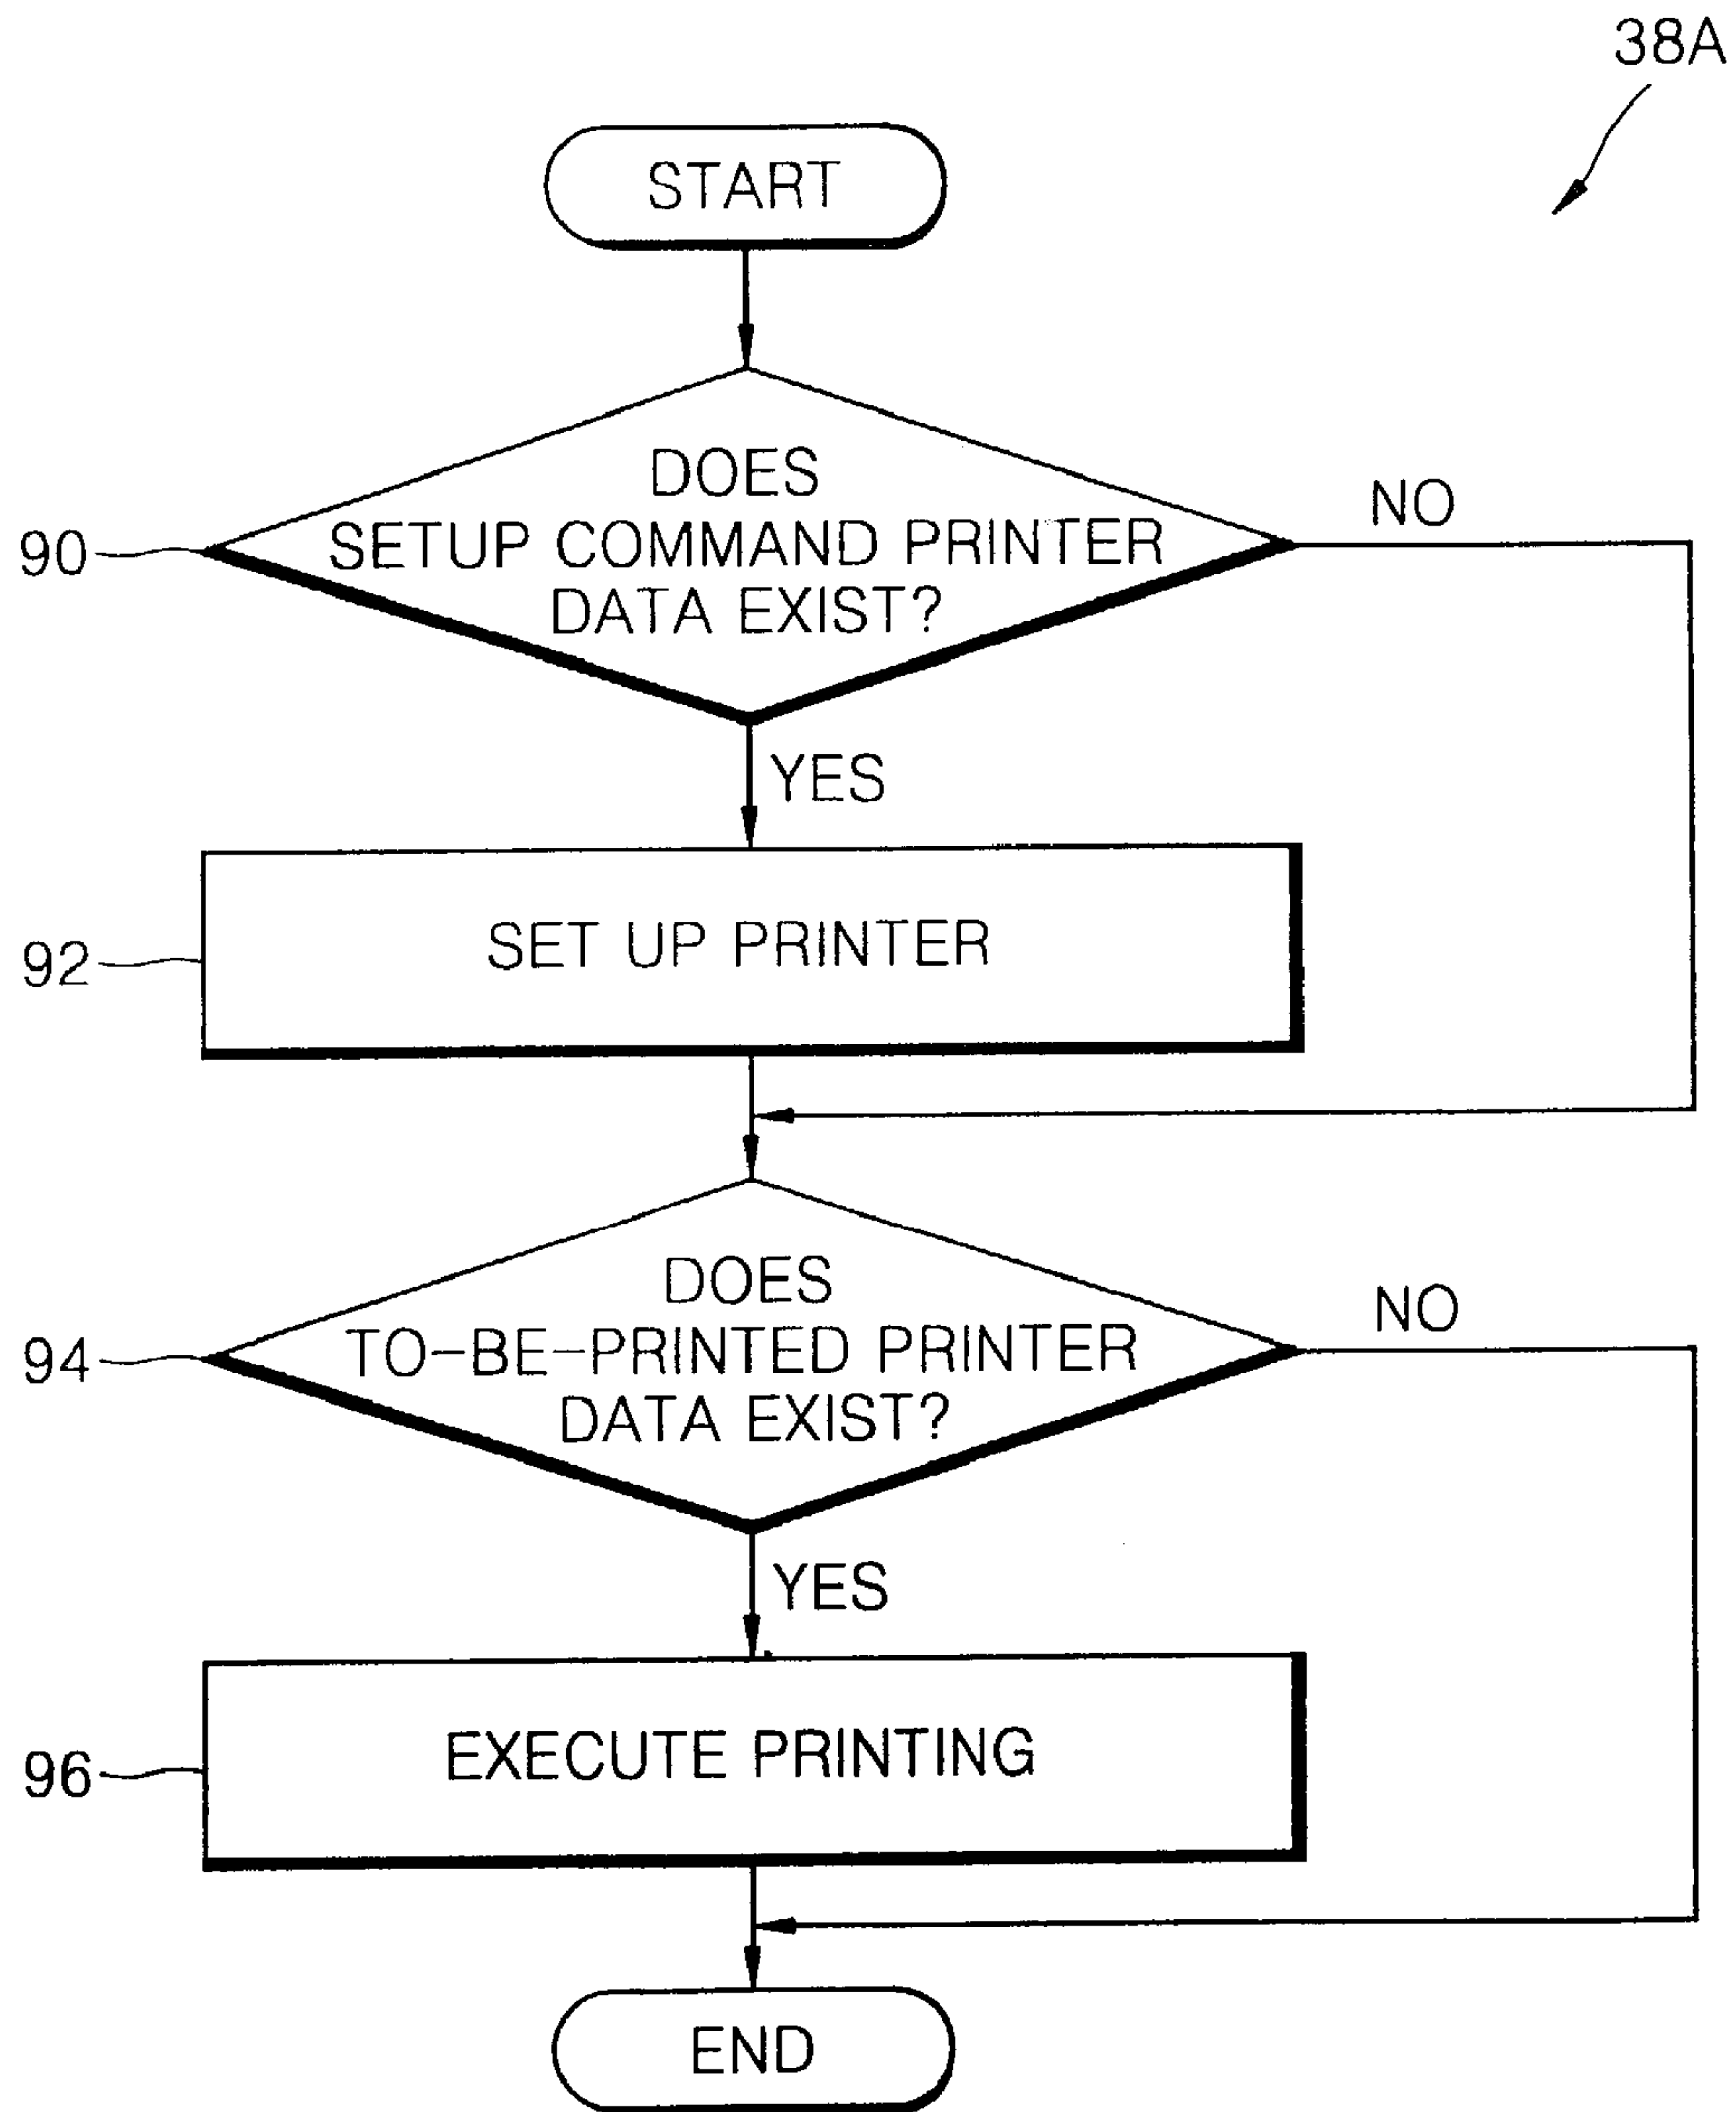 38A
START
DOES
SETUP COMMAND PRINTER
DATA EXIST?
NO
90
YES
SET UP PRINTER
92
DOES
TO-BE-PRINTED PRINTER
DATA EXIST?
NO
94
YES
EXECUTE PRINTING
96
END